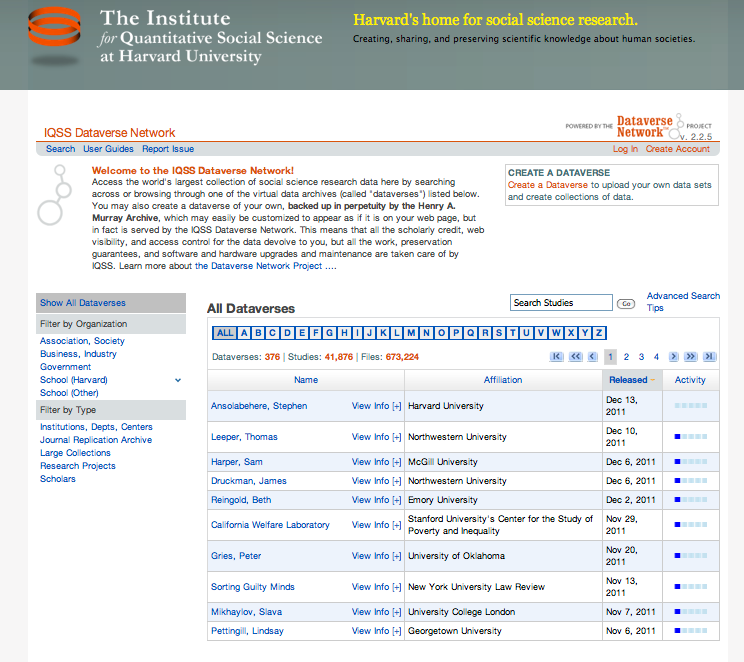 The Institute
for Quantitative Social Science
at Harvard University
Harvard's home for social science research.
Creating, sharing, and preserving scientific knowledge about human societies.
IQSS Dataverse Network
POWERED BY THE Dataverse Network™ PROJECT
v. 2.2.5
Search User Guides Report Issue
Log In Create Account
Welcome to the IQSS Dataverse Network!
Access the world's largest collection of social science research data here by searching
across or browsing through one of the virtual data archives (called "dataverses") listed below.
You may also create a dataverse of your own, backed up in perpetuity by the Henry A.
Murray Archive, which may easily be customized to appear as if it is on your web page, but
in fact is served by the IQSS Dataverse Network. This means that all the scholarly credit, web
visibility, and access control for the data devolve to you, but all the work, preservation
guarantees, and software and hardware upgrades and maintenance are taken care of by
IQSS. Learn more about the Dataverse Network Project ....
CREATE A DATAVERSE
Create a Dataverse to upload your own data sets
and create collections of data.
Show All Dataverses
Filter by Organization
Association, Society
Business, Industry
Government
School (Harvard)
School (Other)
Filter by Type
Institutions, Depts, Centers
Journal Replication Archive
Large Collections
Research Projects
Scholars
All Dataverses
Search Studies Go
Advanced Search
Tips
ALL A B C D E F G H I J K L M N O P Q R S T U V W X Y Z
Dataverses: 376 | Studies: 41,876 | Files: 673,224
1 2 3 4
Name Affiliation Released Activity
Ansolabehere, Stephen View Info [+] Harvard University Dec 13,
2011
Leeper, Thomas View Info [+] Northwestern University Dec 10,
2011
Harper, Sam View Info [+] McGill University Dec 6, 2011
Druckman, James View Info [+] Northwestern University Dec 6, 2011
Reingold, Beth View Info [+] Emory University Dec 2, 2011
California Welfare Laboratory View Info [+] Stanford University's Center for the Study of Nov 29,
Poverty and Inequality 2011
Gries, Peter View Info [+] University of Oklahoma Nov 20,
2011
Sorting Guilty Minds View Info [+] New York University Law Review Nov 13,
2011
Mikhaylov, Slava View Info [+] University College London Nov 7, 2011
Pettingill, Lindsay View Info [+] Georgetown University Nov 6, 2011